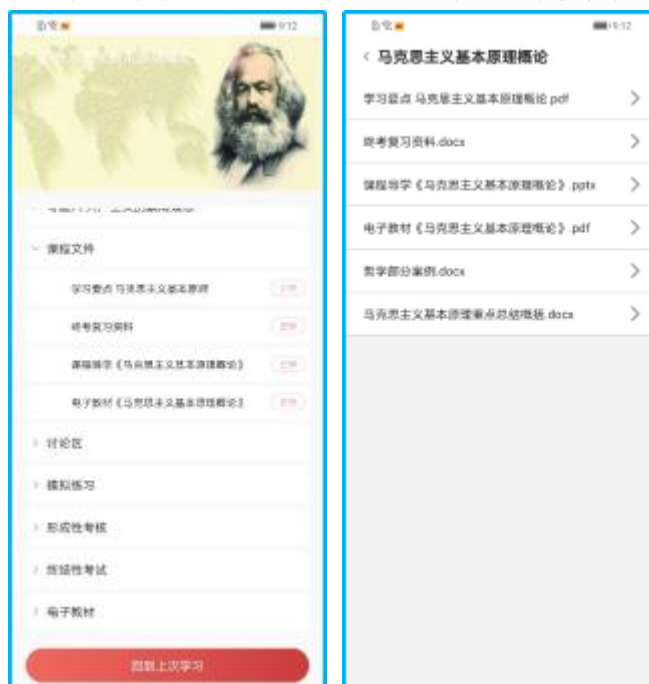 9:12
课程文件
学习要点 马克思主义基本原理
终考复习资料
课程导学《马克思主义基本原理概论》
电子教材《马克思主义基本原理概论》
讨论区
模拟练习
形成性考核
终结性考试
电子教材
回到上次学习
9:12
马克思主义基本原理概论
学习要点 马克思主义基本原理概论.pdf
终考复习资料.docx
课程导学《马克思主义基本原理概论》.pptx
电子教材《马克思主义基本原理概论》.pdf
哲学部分案例.docx
马克思主义基本原理重点总结概括.docx